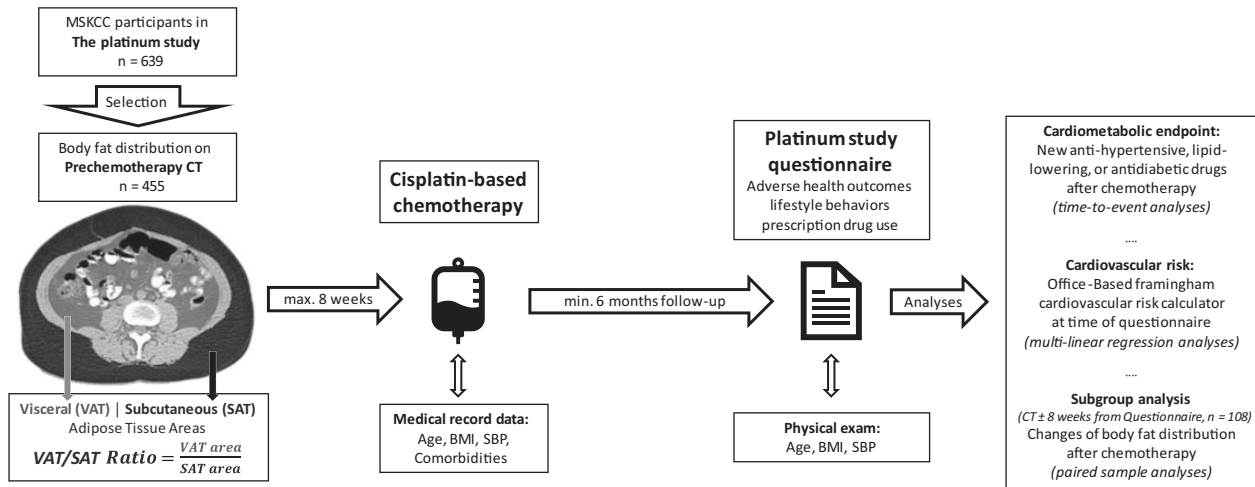 MSKCC participants in
The platinum study
n = 639
Selection
Body fat distribution on
Prechemotherapy CT
n = 455
Visceral (VAT) | Subcutaneous (SAT)
Adipose Tissue Areas
VAT/SAT Ratio = VAT area
SAT area
max. 8 weeks
Cisplatin-based
chemotherapy
Medical record data:
Age, BMI, SBP,
Comorbidities
min. 6 months follow-up
Platinum study
questionnaire
Adverse health outcomes
lifestyle behaviors
prescription drug use
Physical exam:
Age, BMI, SBP
Analyses
Cardiometabolic endpoint:
New anti-hypertensive, lipid-
lowering, or antidiabetic drugs
after chemotherapy
(time-to-event analyses)
....
Cardiovascular risk:
Office-Based framingham
cardiovascular risk calculator
at time of questionnaire
(multi-linear regression analyses)
....
Subgroup analysis
(CT ± 8 weeks from Questionnaire, n = 108)
Changes of body fat distribution
after chemotherapy
(paired sample analyses)